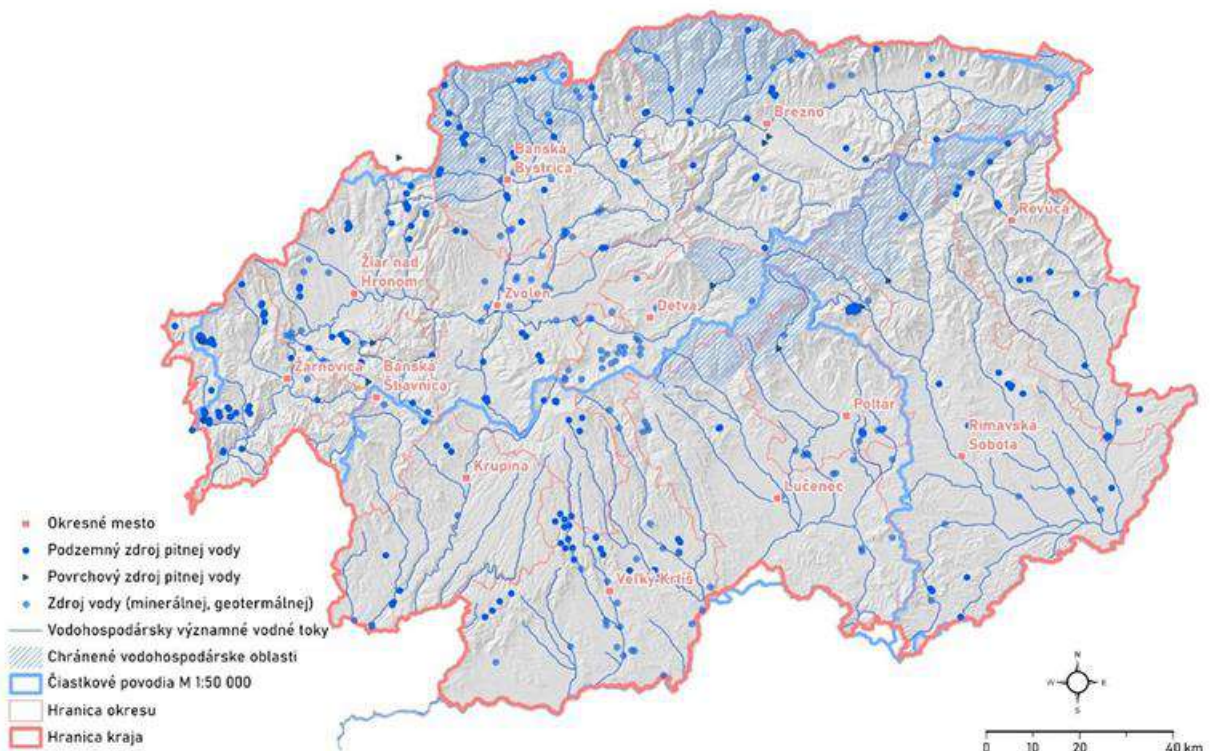 Brezno
Banská
Bystrica
Revúca
Žiar nad
Hronom
Zvolen
Detva
Žarnovica
Banská
Štiavnica
Poltár
Rimavská
Sobota
Krupina
Lučenec
Veľký Krtíš
Okresné mesto
Podzemný zdroj pitnej vody
Povrchový zdroj pitnej vody
Zdroj vody (minerálnej, geotermálnej)
Vodohospodársky významné vodné toky
Chránené vodohospodárske oblasti
Čiastkové povodia M 1:50 000
Hranica okresu
Hranica kraja
N
W E
S
0 10 20 40 km